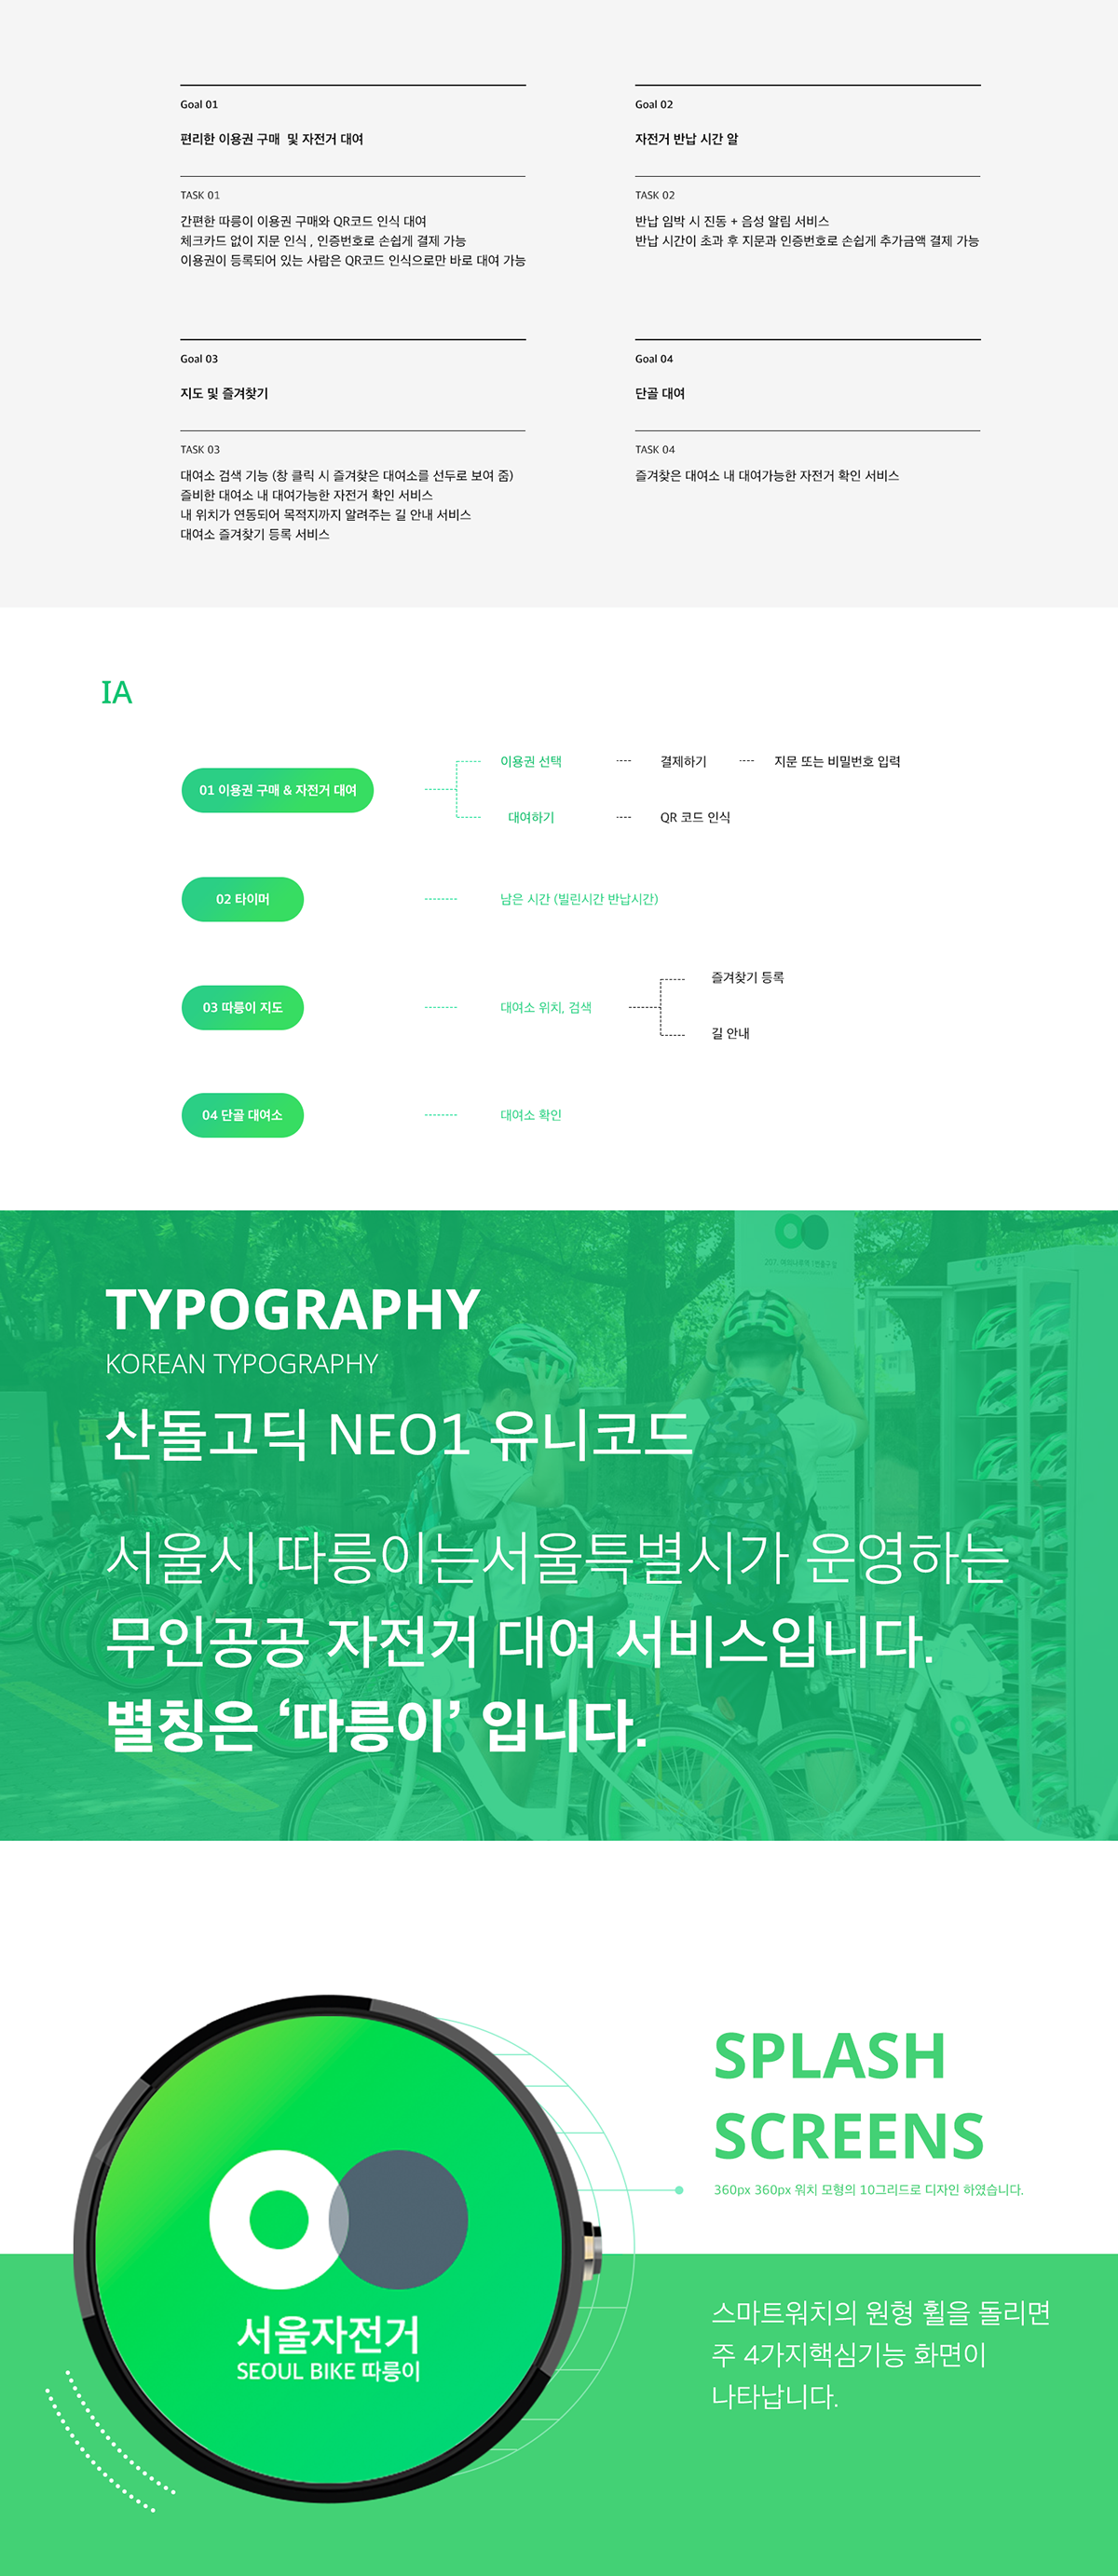 Goal 01
편리한 이용권 구매 및 자전거 대여
TASK 01
간편한 따릉이 이용권 구매와 QR코드 인식 대여
체크카드 없이 지문 인식 , 인증번호로 손쉽게 결제 가능
이용권이 등록되어 있는 사람은 QR코드 인식으로만 바로 대여 가능
Goal 02
자전거 반납 시간 알
TASK 02
반납 임박 시 진동 + 음성 알림 서비스
반납 시간이 초과 후 지문과 인증번호로 손쉽게 추가금액 결제 가능
Goal 03
지도 및 즐겨찾기
TASK 03
대여소 검색 기능 (창 클릭 시 즐겨찾은 대여소를 선두로 보여 줌)
즐비한 대여소 내 대여가능한 자전거 확인 서비스
내 위치가 연동되어 목적지까지 알려주는 길 안내 서비스
대여소 즐겨찾기 등록 서비스
Goal 04
단골 대여
TASK 04
즐겨찾은 대여소 내 대여가능한 자전거 확인 서비스
IA
01 이용권 구매 & 자전거 대여
이용권 선택
결제하기
지문 또는 비밀번호 입력
대여하기
QR 코드 인식
02 타이머
남은 시간 (빌린시간 반납시간)
03 따릉이 지도
대여소 위치, 검색
즐겨찾기 등록
길 안내
04 단골 대여소
대여소 확인
TYPOGRAPHY
KOREAN TYPOGRAPHY
산돌고딕 NEO1 유니코드
서울시 따릉이는서울특별시가 운영하는
무인공공 자전거 대여 서비스입니다.
별칭은 ‘따릉이’ 입니다.
SPLASH
SCREENS
360px 360px 워치 모형의 10그리드로 디자인 하였습니다.
서울자전거
SEOUL BIKE 따릉이
스마트워치의 원형 휠을 돌리면
주 4가지핵심기능 화면이
나타납니다.